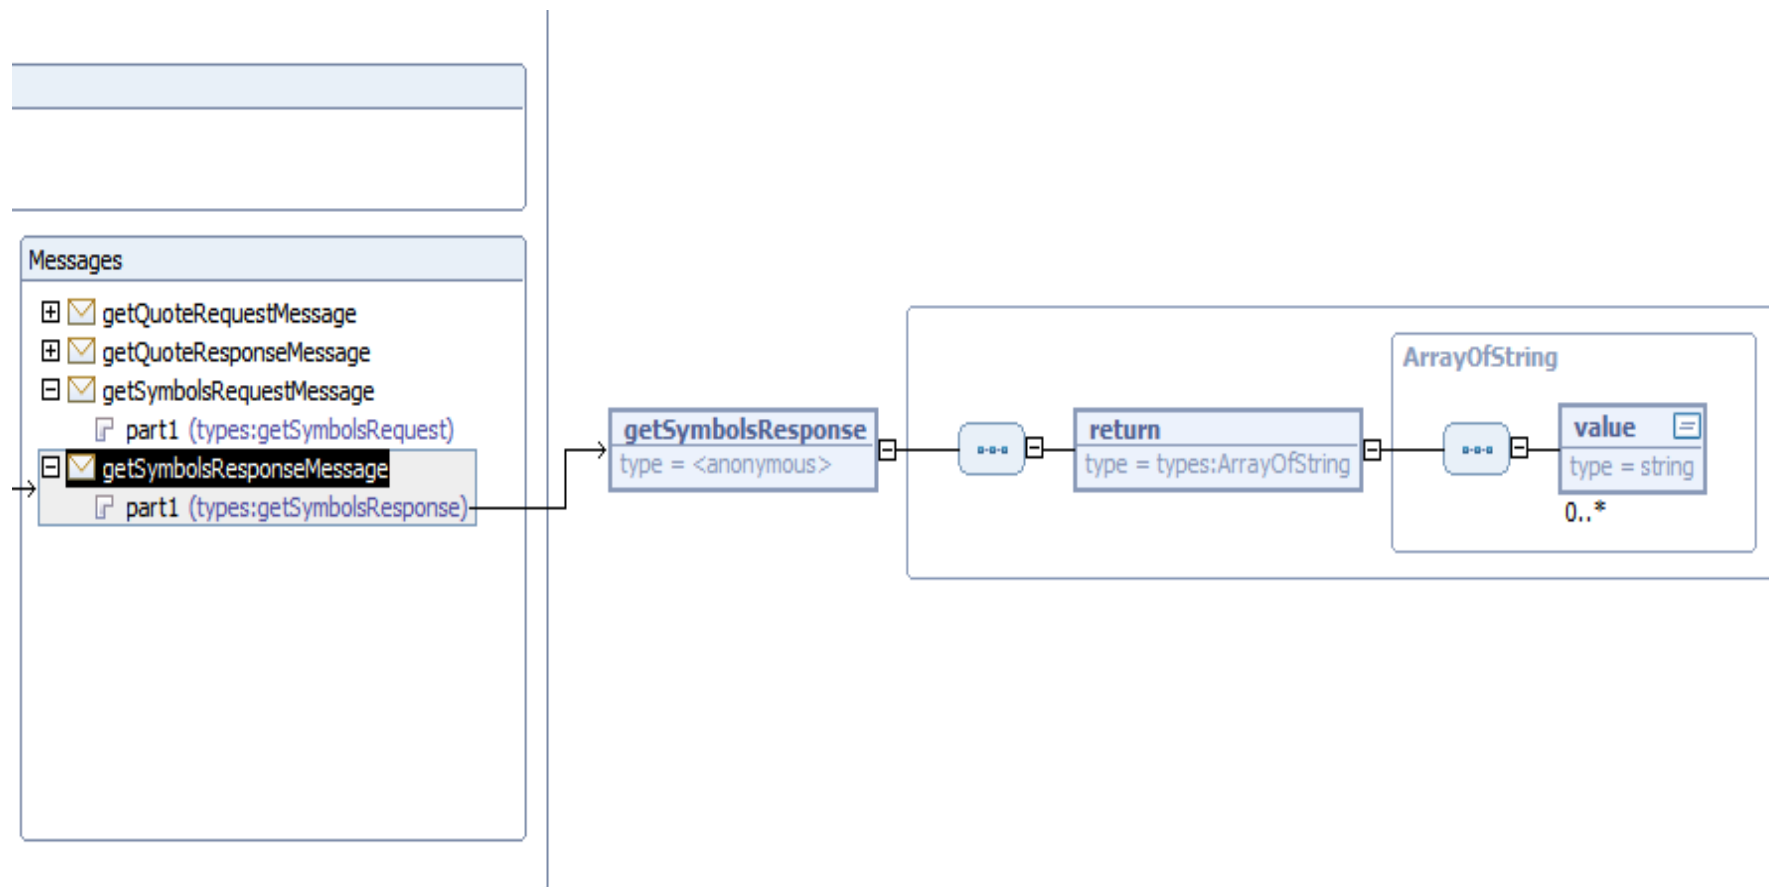 Messages
getQuoteRequestMessage
getQuoteResponseMessage
getSymbolsRequestMessage
part1 (types:getSymbolsRequest)
getSymbolsResponseMessage
part1 (types:getSymbolsResponse)
getSymbolsResponse
type = <anonymous>
return
type = types:ArrayOfString
ArrayOfString
value
type = string
0..*